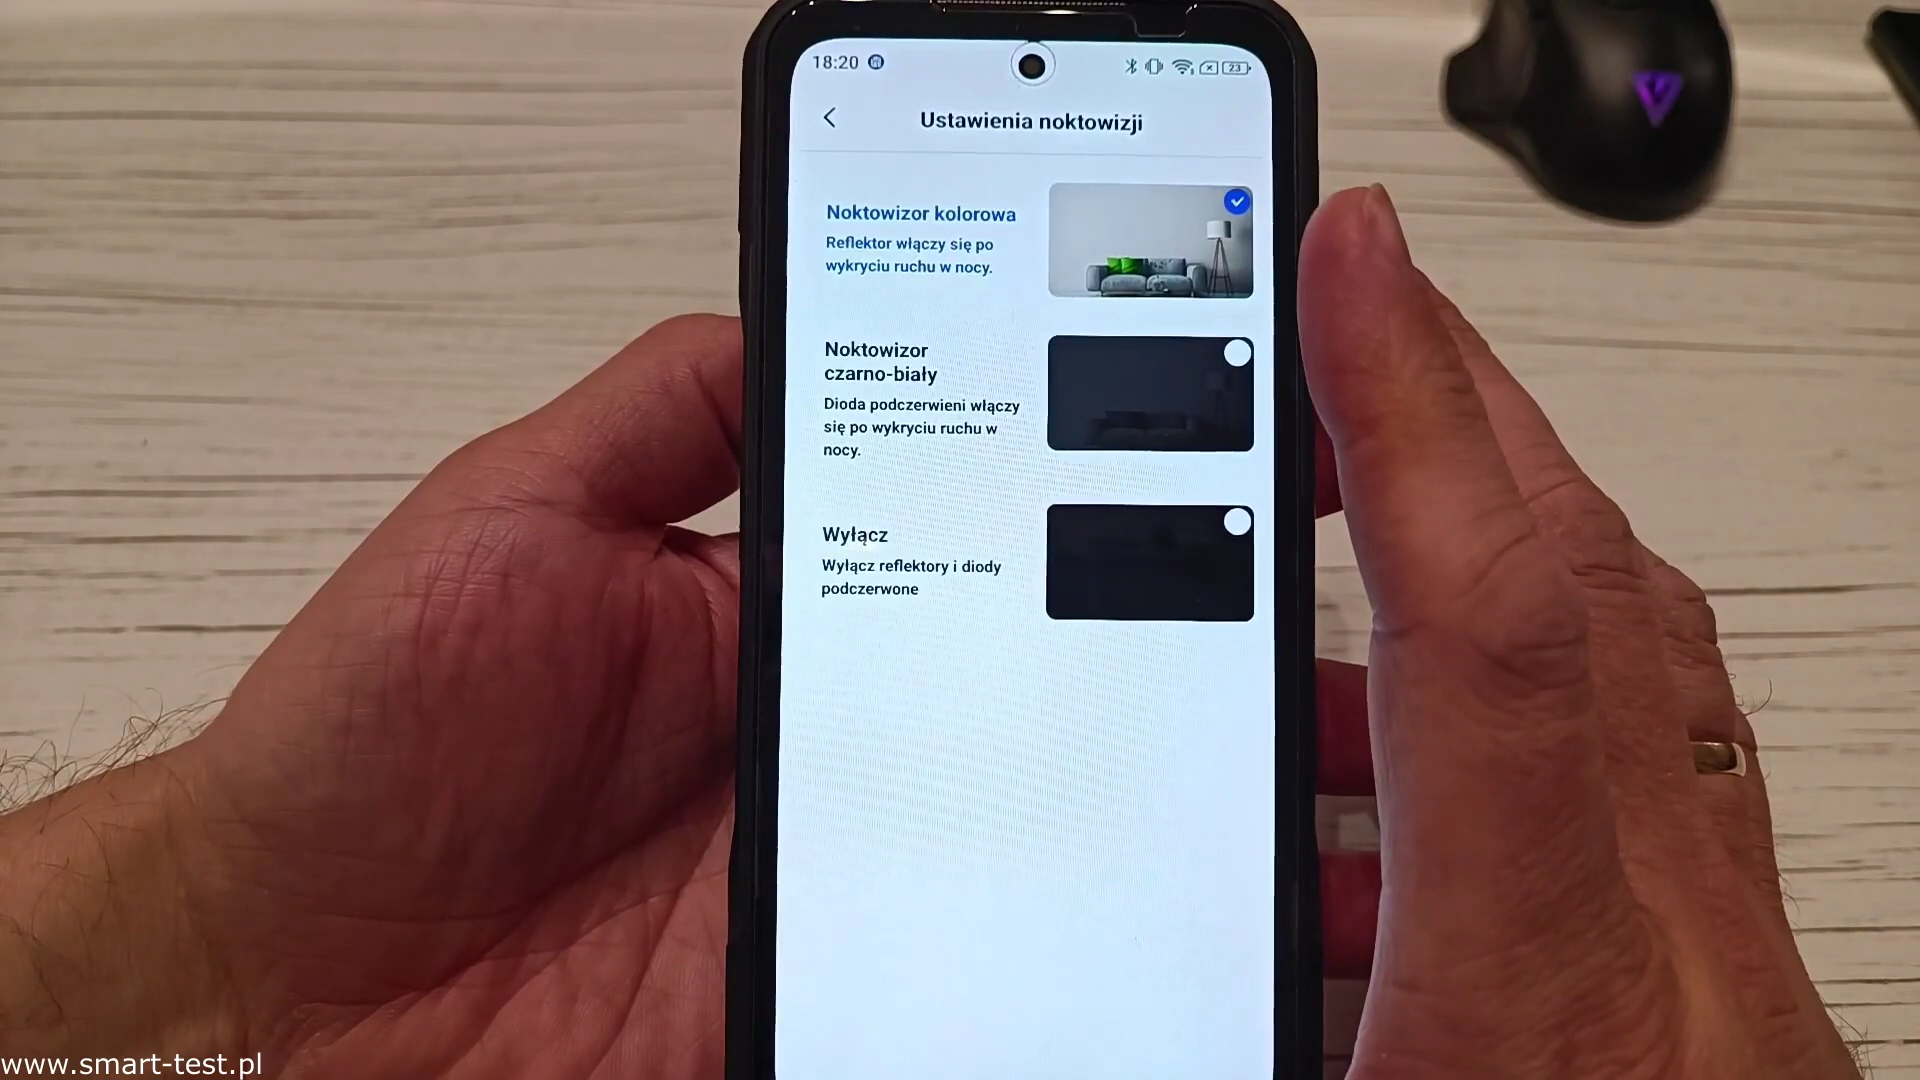 18:20
23
Ustawienia noktowizji
Noktowizor kolorowa
Reflektor włączy się po
wykryciu ruchu w nocy.
Noktowizor
czarno-biały
Dioda podczerwieni włączy
się po wykryciu ruchu w
nocy.
Wyłącz
Wyłącz reflektory i diody
podczerwone
www.smart-test.pl